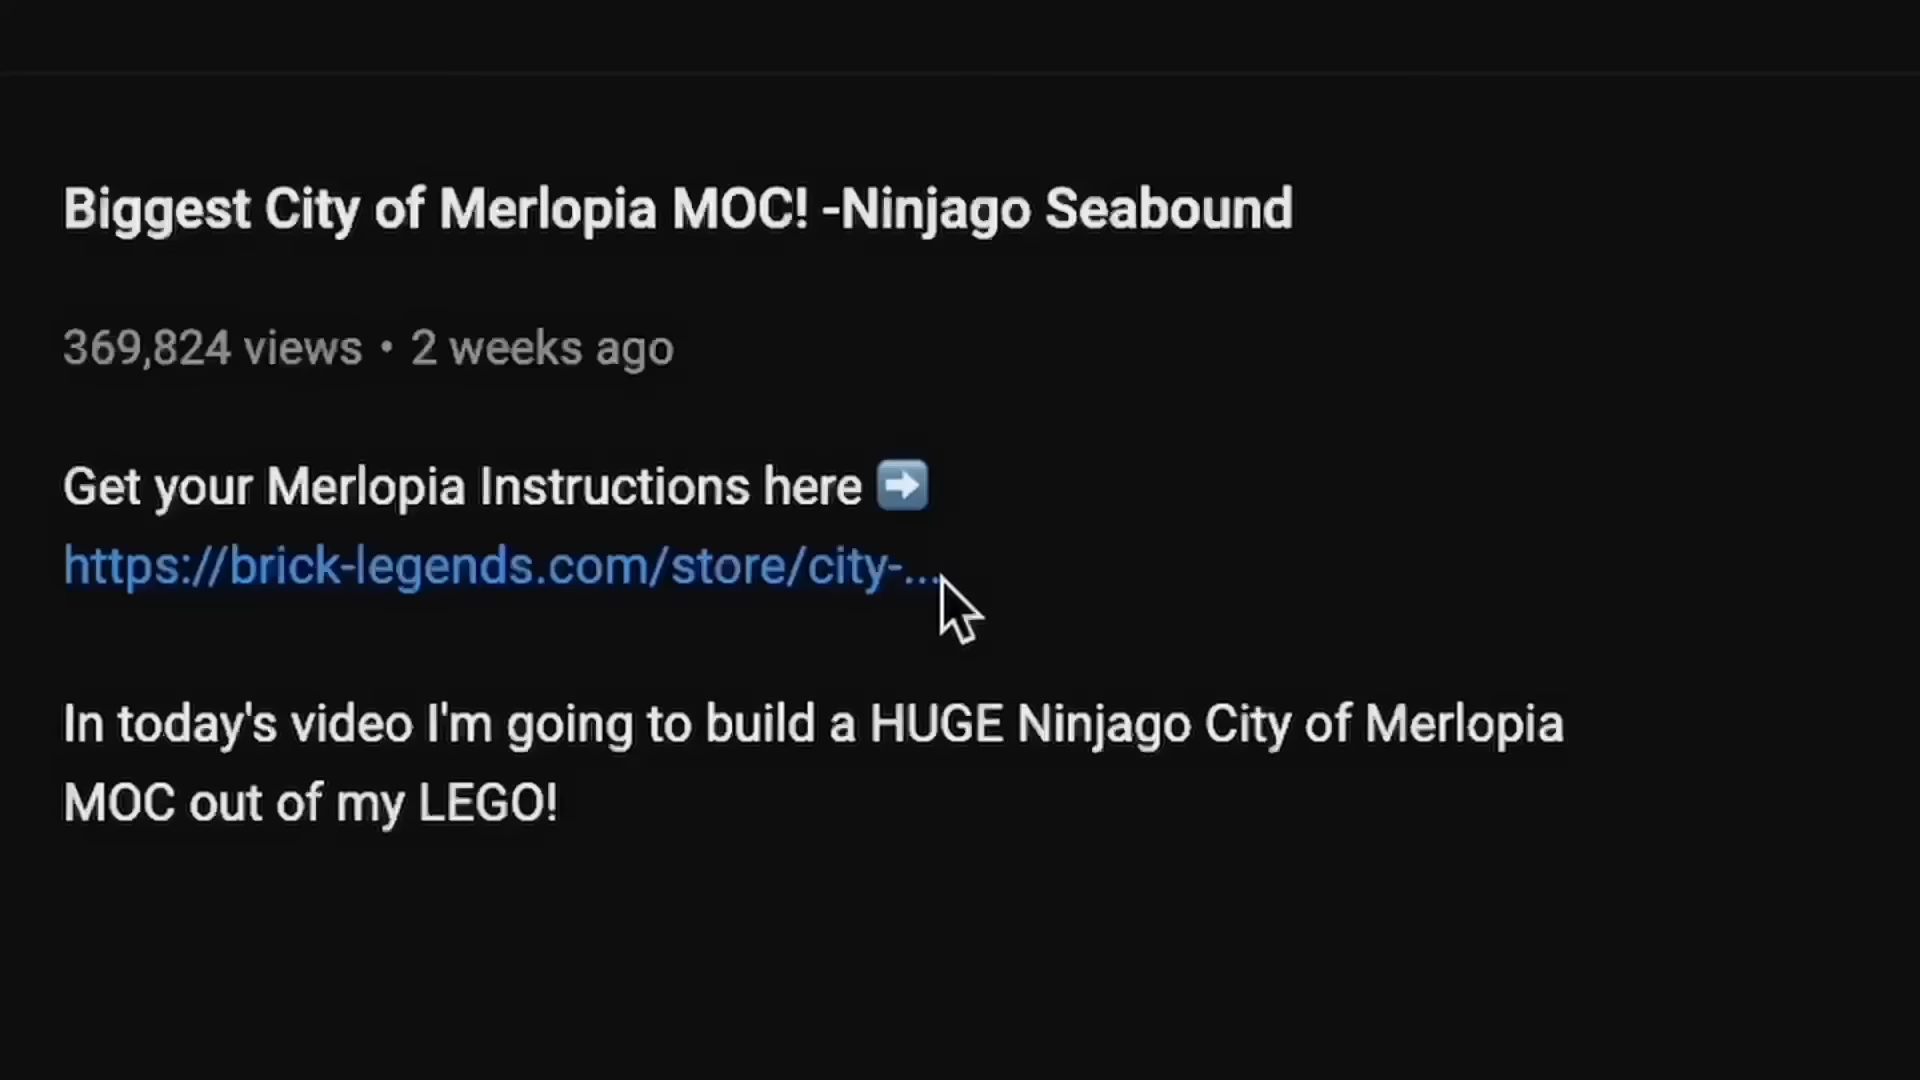 Biggest City of Merlopia MOC! -Ninjago Seabound
369,824 views • 2 weeks ago
Get your Merlopia Instructions here ➡️
https://brick-legends.com/store/city-...
In today's video I'm going to build a HUGE Ninjago City of Merlopia
MOC out of my LEGO!